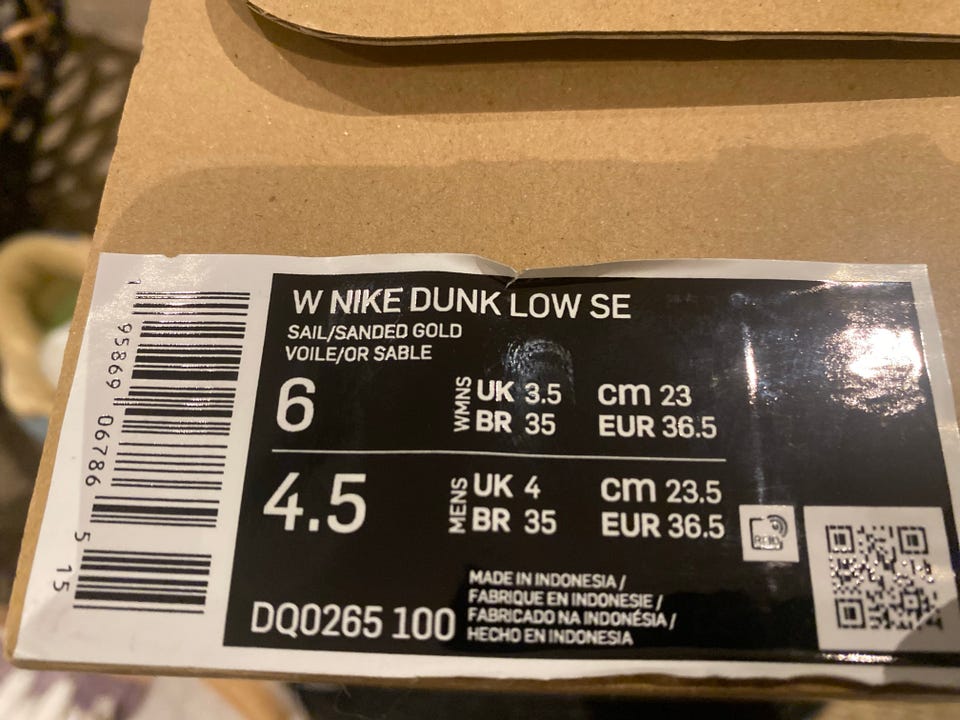 W NIKE DUNK LOW SE
SAIL/SANDED GOLD
VOILE/OR SABLE
6 WMNS UK 3.5 cm 23
BR 35 EUR 36.5
4.5 MENS UK 4 cm 23.5
BR 35 EUR 36.5
RFID
DQ0265 100
MADE IN INDONESIA /
FABRIQUE EN INDONESIE /
FABRICADO NA INDONÉSIA /
HECHO EN INDONESIA
1 95869 06786 5 15